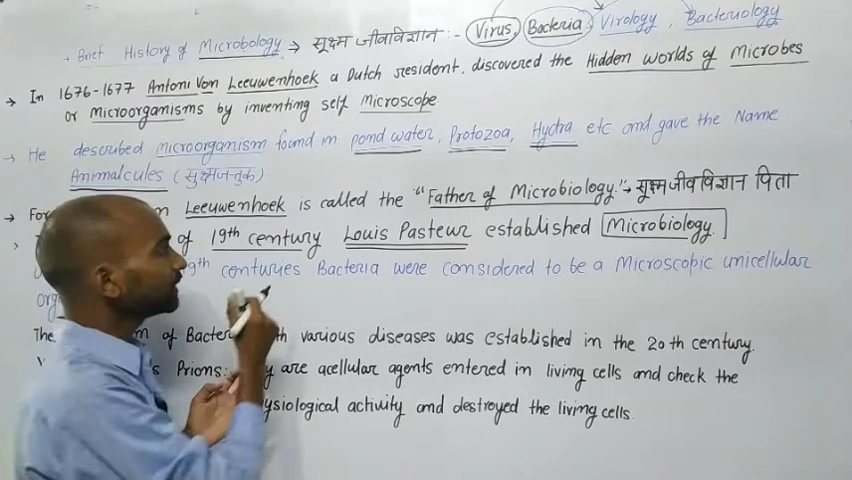 Virus, Bacteria, Virology, Bacteriology
· Brief History of Microbology → सूक्ष्म जीवविज्ञान :-
→ In 1676-1677 Antoni Von Leeuwenhoek a Dutch resident, discovered the Hidden worlds of Microbes
or Microorganisms by inventing self Microscope
→ He described microorganism found in pond water, Protozoa, Hydra etc and gave the Name
Animalcules (सुक्ष्मजन्तुक)
→ For Leeuwenhoek is called the "Father of Microbiology." → सूक्ष्मजीवविज्ञान पिता
of 19th century Louis Pasteur established Microbiology.
19th centuries Bacteria were considered to be a Microscopic unicellular
org
The of Bacter various diseases was established in the 20th century.
Prions: are acellular agents entered in living cells and check the
activity and destroyed the living cells.